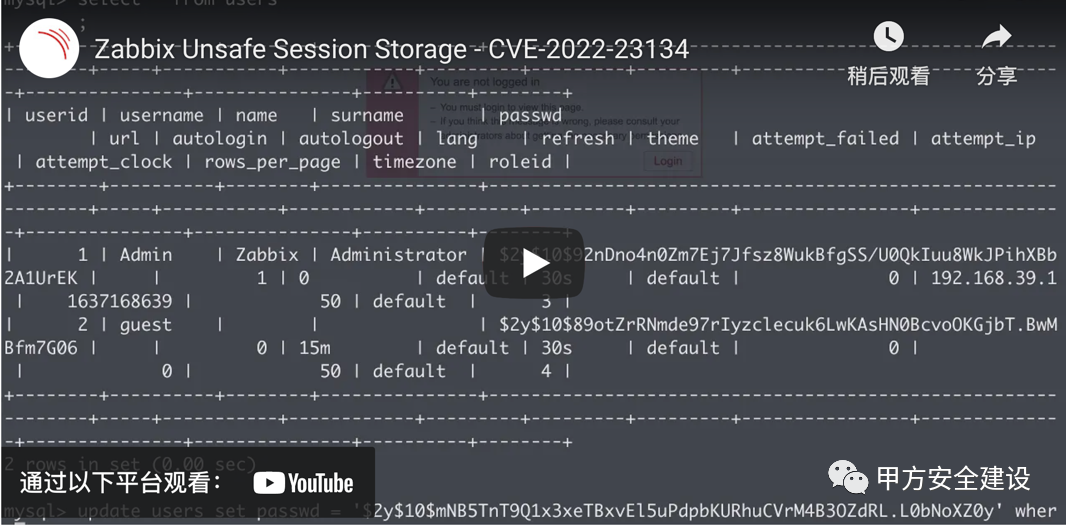 mysql> select * from users
;
Zabbix Unsafe Session Storage - CVE-2022-23134
稍后观看 分享
You are not logged in
– You must login to view this page.
– If you think this message is wrong, please consult your
administrators about getting the necessary permissions.
Login
| userid | username | name | surname | passwd
| url | autologin | autologout | lang | refresh | theme | attempt_failed | attempt_ip
| attempt_clock | rows_per_page | timezone | roleid |
| 1 | Admin | Zabbix | Administrator | $2y$10$92nDno4n0Zm7Ej7Jfsz8WukBfgSS/U0QkIuu8WkJPihXBb
2A1UrEK | | 1 | 0 | default | 30s | default | 0 | 192.168.39.1
| 1637168639 | 50 | default | 3 |
| 2 | guest | | | $2y$10$89otZrRNmde97rIyzclecuk6LwKAsHN0BcvoOKGjbT.BwM
Bfm7G06 | | 0 | 15m | default | 30s | default | 0 |
| 0 | 50 | default | 4 |
2 rows in set (0.00 sec)
通过以下平台观看： YouTube
甲方安全建设
mysql> update users set passwd = '$2y$10$mNB5TnT9Q1x3xeTBxvEl5uPdpbKURhuCVrM4B3OZdRL.L0bNoXZ0y' wher